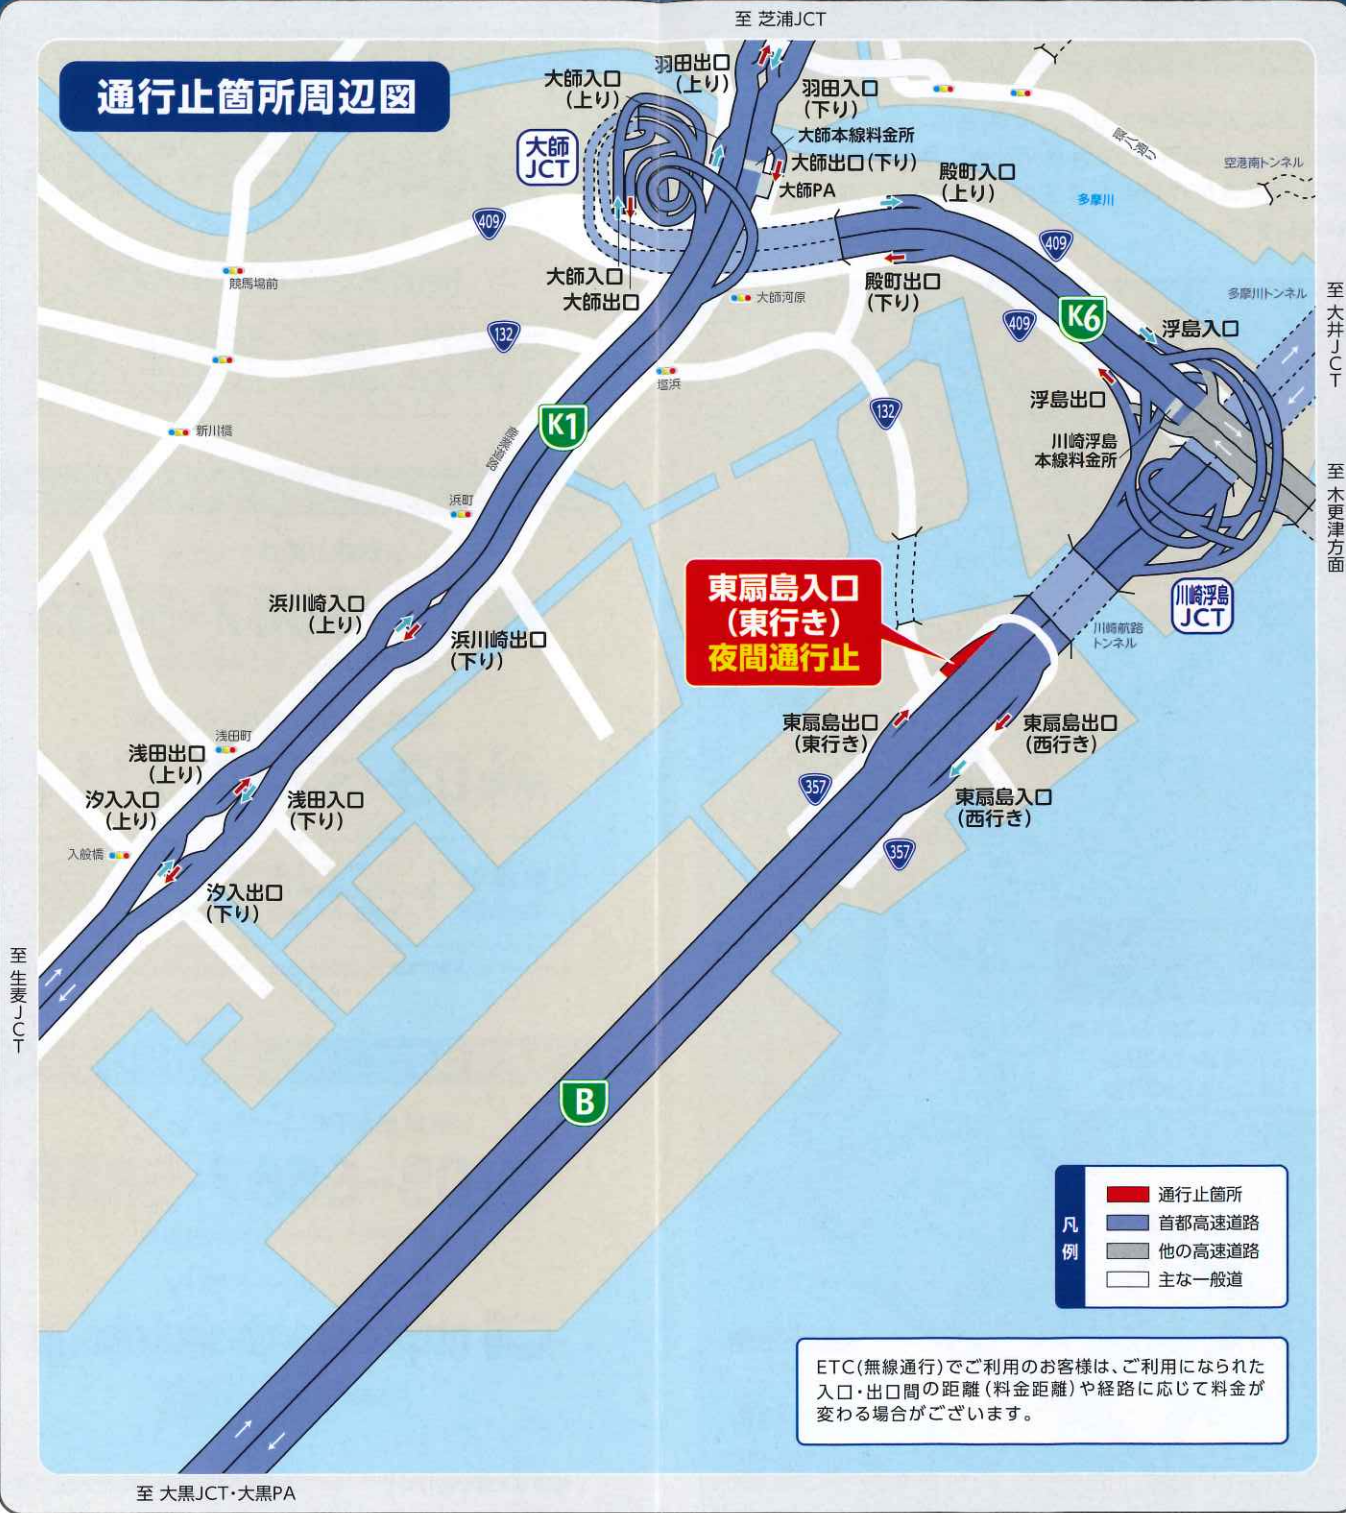 至 芝浦JCT
通行止箇所周辺図
大師入口
(上り)
羽田出口
(上り)
羽田入口
(下り)
大師本線料金所
大師出口(下り)
大師PA
大師
JCT
殿町入口
(上り)
環八通り
空港南トンネル
多摩川
409
409
競馬場前
大師入口
大師出口
大師河原
殿町出口
(下り)
多摩川トンネル
至 大井JCT
132
409
K6
浮島入口
塩浜
浮島出口
132
K1
新川橋
産業道路
川崎浮島
本線料金所
至 木更津方面
浜町
東扇島入口
(東行き)
夜間通行止
川崎浮島
JCT
川崎航路
トンネル
浜川崎入口
(上り)
浜川崎出口
(下り)
東扇島出口
(東行き)
東扇島出口
(西行き)
浅田町
浅田出口
(上り)
357
汐入入口
(上り)
浅田入口
(下り)
東扇島入口
(西行き)
入船橋
357
汐入出口
(下り)
至 生麦JCT
B
凡例
通行止箇所
首都高速道路
他の高速道路
主な一般道
ETC(無線通行)でご利用のお客様は、ご利用になられた
入口・出口間の距離(料金距離)や経路に応じて料金が
変わる場合がございます。
至 大黒JCT・大黒PA